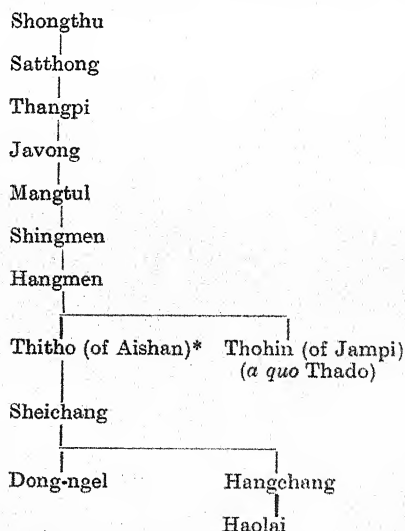 Shongthu
Satthong
Thangpi
Javong
Mangtul
Shingmen
Hangmen
Thitho (of Aishan)* Thohin (of Jampi)
(a quo Thado)
Sheichang
Dong-ngel Hangchang
Haolai